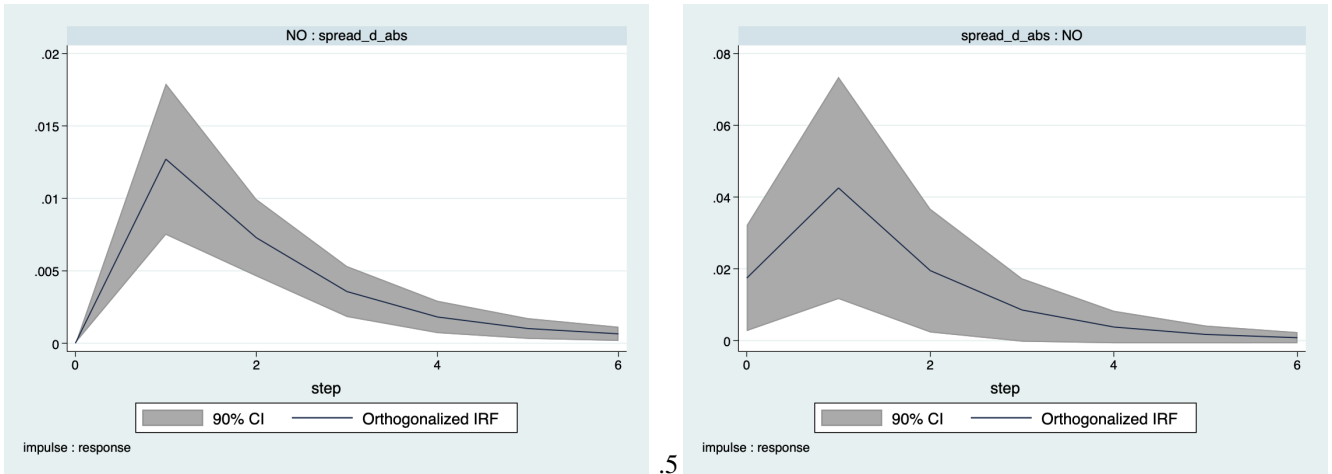 NO : spread_d_abs
.02
.015
.01
.005
0
0 2 4 6
step
90% CI Orthogonalized IRF
impulse : response
.5
spread_d_abs : NO
.08
.06
.04
.02
0
0 2 4 6
step
90% CI Orthogonalized IRF
impulse : response